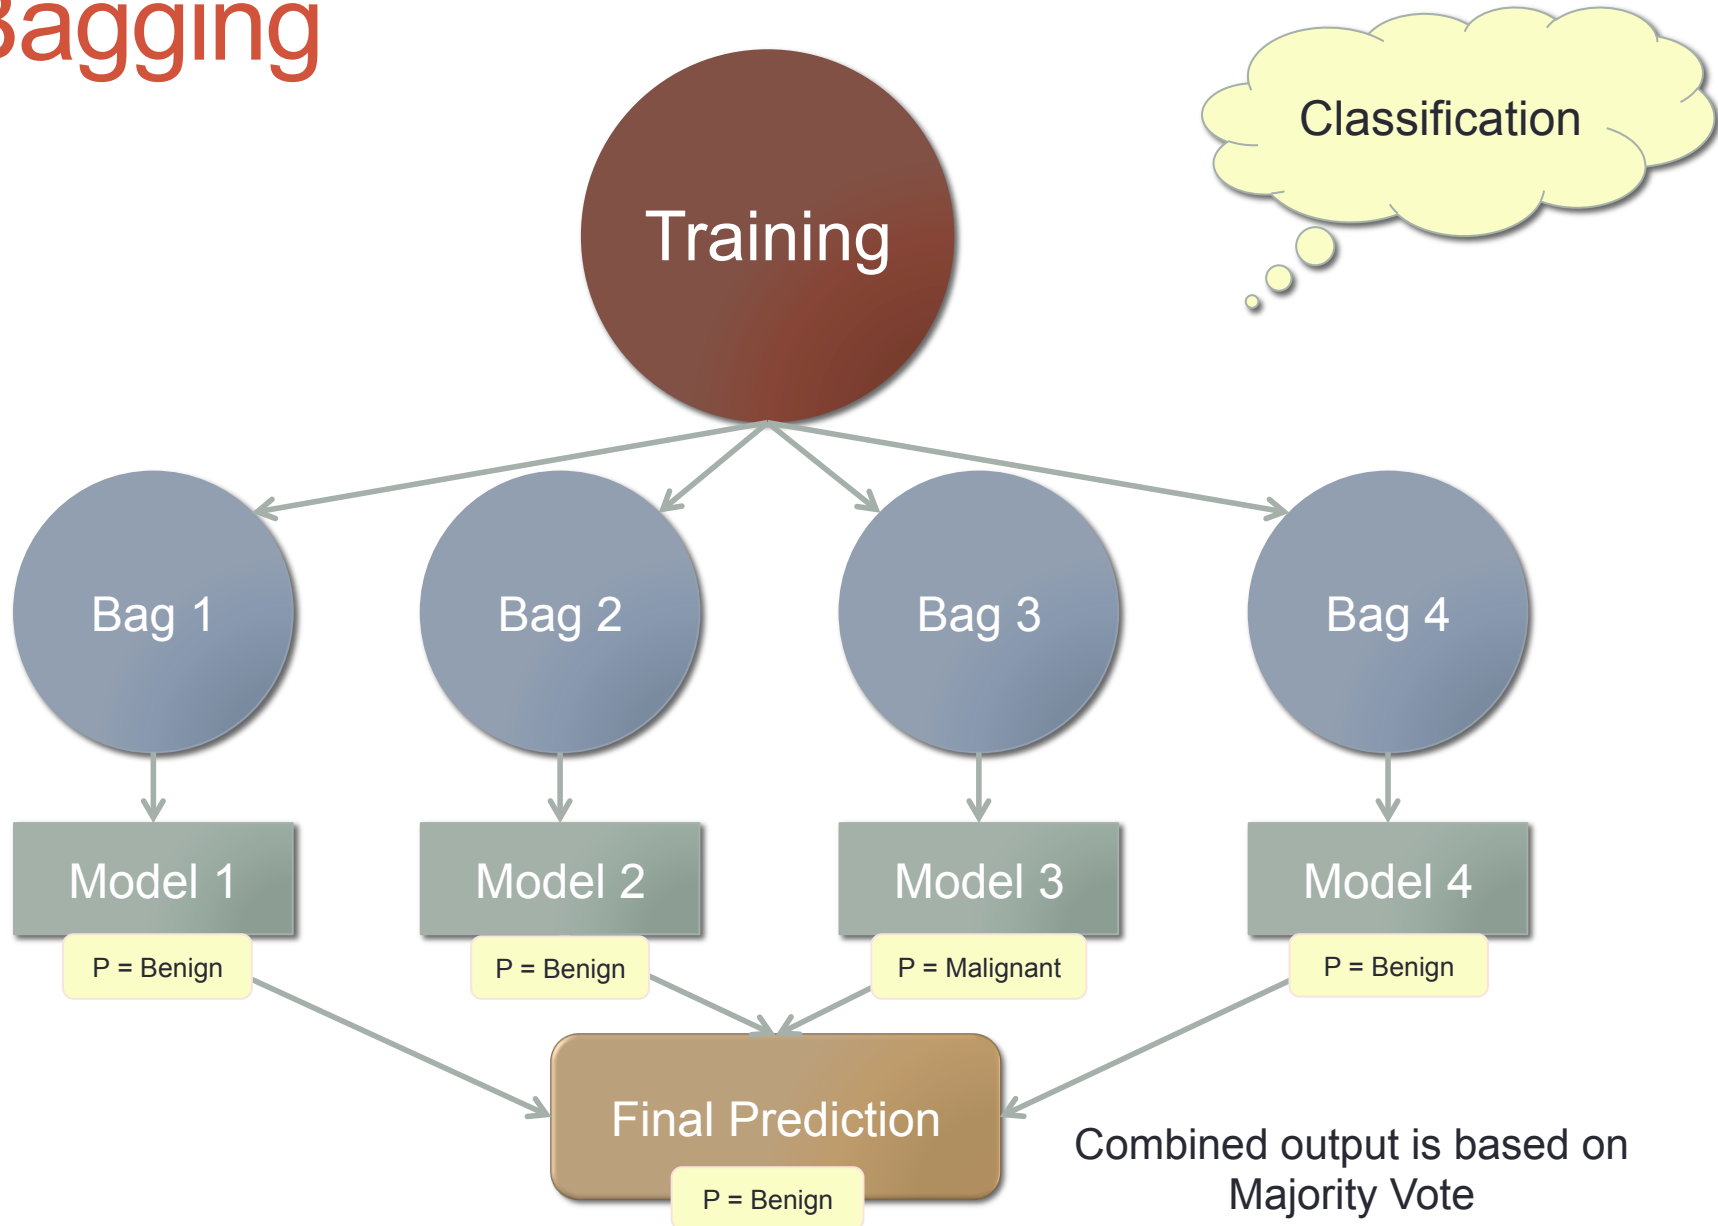 Bagging
Classification
Training
Bag 1
Bag 2
Bag 3
Bag 4
Model 1
Model 2
Model 3
Model 4
P = Benign
P = Benign
P = Malignant
P = Benign
Final Prediction
P = Benign
Combined output is based on
Majority Vote